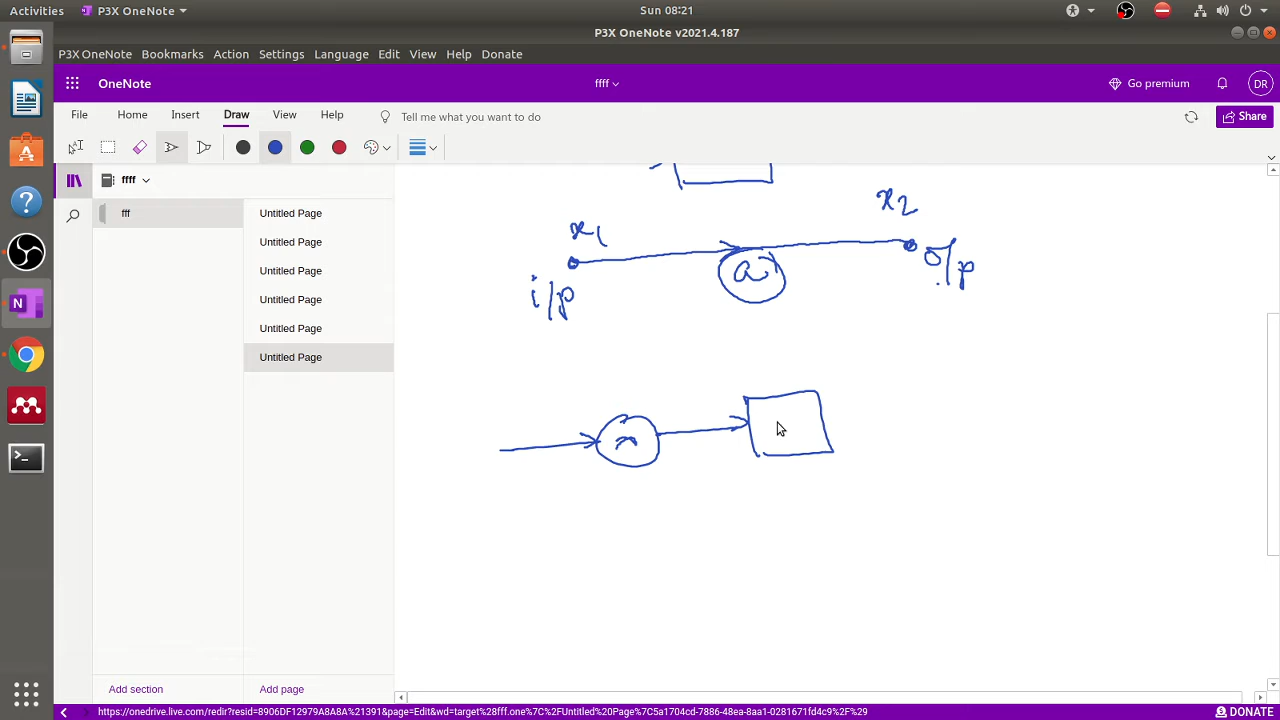 Activities P3X OneNote Sun 08:21
P3X OneNote v2021.4.187
P3X OneNote Bookmarks Action Settings Language Edit View Help Donate
OneNote ffff Go premium DR
File Home Insert Draw View Help Tell me what you want to do Share
ffff
fff
Untitled Page
Untitled Page
Untitled Page
Untitled Page
Untitled Page
Untitled Page
x1 x2
i/p a o/p
Add section Add page
https://onedrive.live.com/redir?resid=8906DF12979A8A8A%21391&page=Edit&wd=target%28fff.one%7C%2FUntitled%20Page%7C5a1704cd-7886-48ea-8aa1-0281671fd4c9%2F%29 DONATE